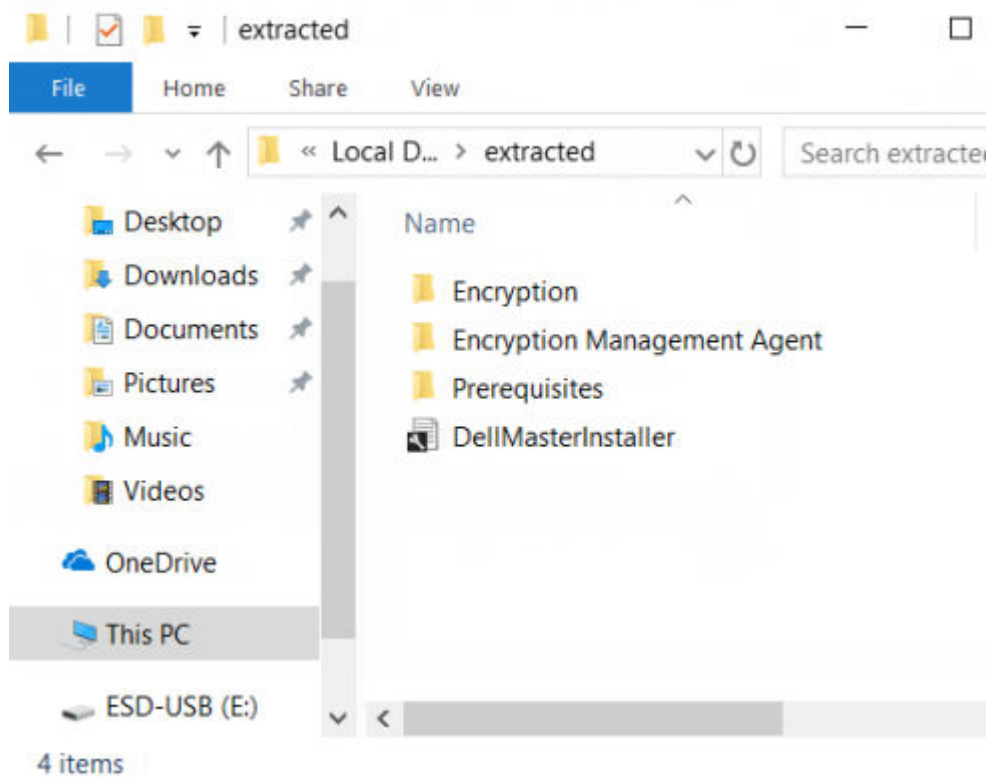 extracted
File Home Share View
« Local D... > extracted
Search extracted
Desktop
Downloads
Documents
Pictures
Music
Videos
OneDrive
This PC
ESD-USB (E:)
Name
Encryption
Encryption Management Agent
Prerequisites
DellMasterInstaller
4 items